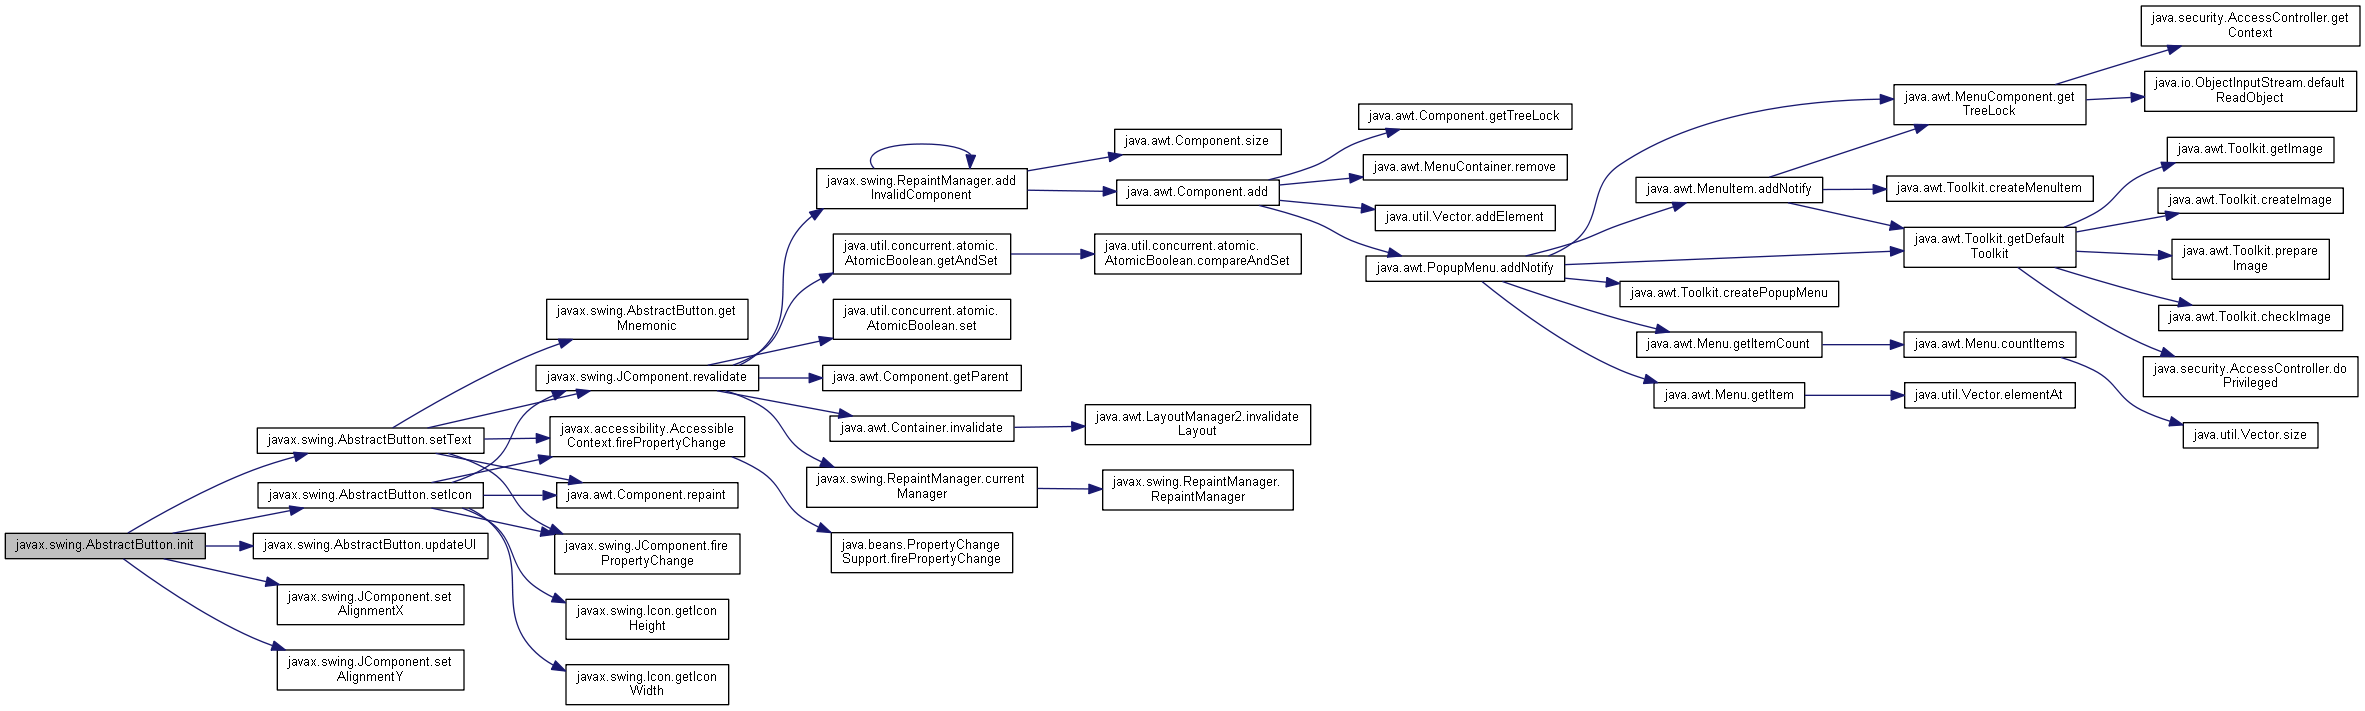 javax.swing.AbstractButton.init
javax.swing.AbstractButton.setText
javax.swing.AbstractButton.setIcon
javax.swing.AbstractButton.updateUI
javax.swing.JComponent.set
AlignmentX
javax.swing.JComponent.set
AlignmentY
javax.swing.AbstractButton.get
Mnemonic
javax.swing.JComponent.revalidate
javax.accessibility.Accessible
Context.firePropertyChange
java.awt.Component.repaint
javax.swing.JComponent.fire
PropertyChange
javax.swing.Icon.getIcon
Height
javax.swing.Icon.getIcon
Width
javax.swing.RepaintManager.add
InvalidComponent
java.util.concurrent.atomic.
AtomicBoolean.getAndSet
java.util.concurrent.atomic.
AtomicBoolean.set
java.awt.Component.getParent
java.awt.Container.invalidate
javax.swing.RepaintManager.current
Manager
java.beans.PropertyChange
Support.firePropertyChange
java.awt.Component.size
java.awt.Component.add
java.util.concurrent.atomic.
AtomicBoolean.compareAndSet
java.awt.LayoutManager2.invalidate
Layout
javax.swing.RepaintManager.
RepaintManager
java.awt.Component.getTreeLock
java.awt.MenuContainer.remove
java.util.Vector.addElement
java.awt.PopupMenu.addNotify
java.awt.MenuItem.addNotify
java.awt.Toolkit.createPopupMenu
java.awt.Menu.getItemCount
java.awt.Menu.getItem
java.awt.MenuComponent.get
TreeLock
java.awt.Toolkit.createMenuItem
java.awt.Toolkit.getDefault
Toolkit
java.awt.Menu.countItems
java.util.Vector.elementAt
java.security.AccessController.get
Context
java.io.ObjectInputStream.default
ReadObject
java.awt.Toolkit.getImage
java.awt.Toolkit.createImage
java.awt.Toolkit.prepare
Image
java.awt.Toolkit.checkImage
java.security.AccessController.do
Privileged
java.util.Vector.size